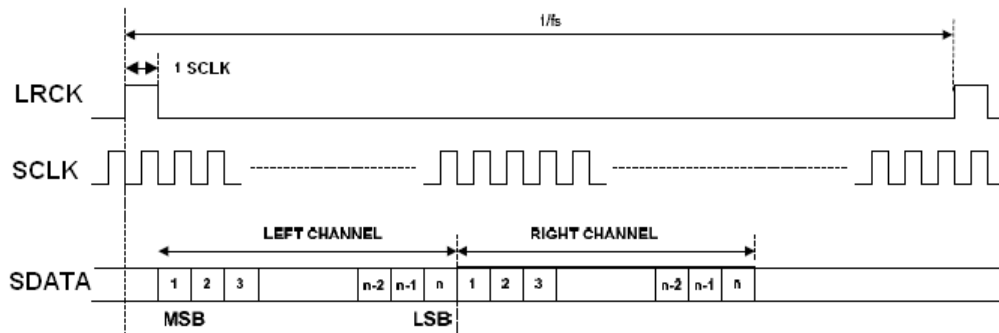 1/fs
1 SCLK
LRCK
SCLK
LEFT CHANNEL RIGHT CHANNEL
SDATA 1 2 3 n-2 n-1 n 1 2 3 n-2 n-1 n
MSB LSB